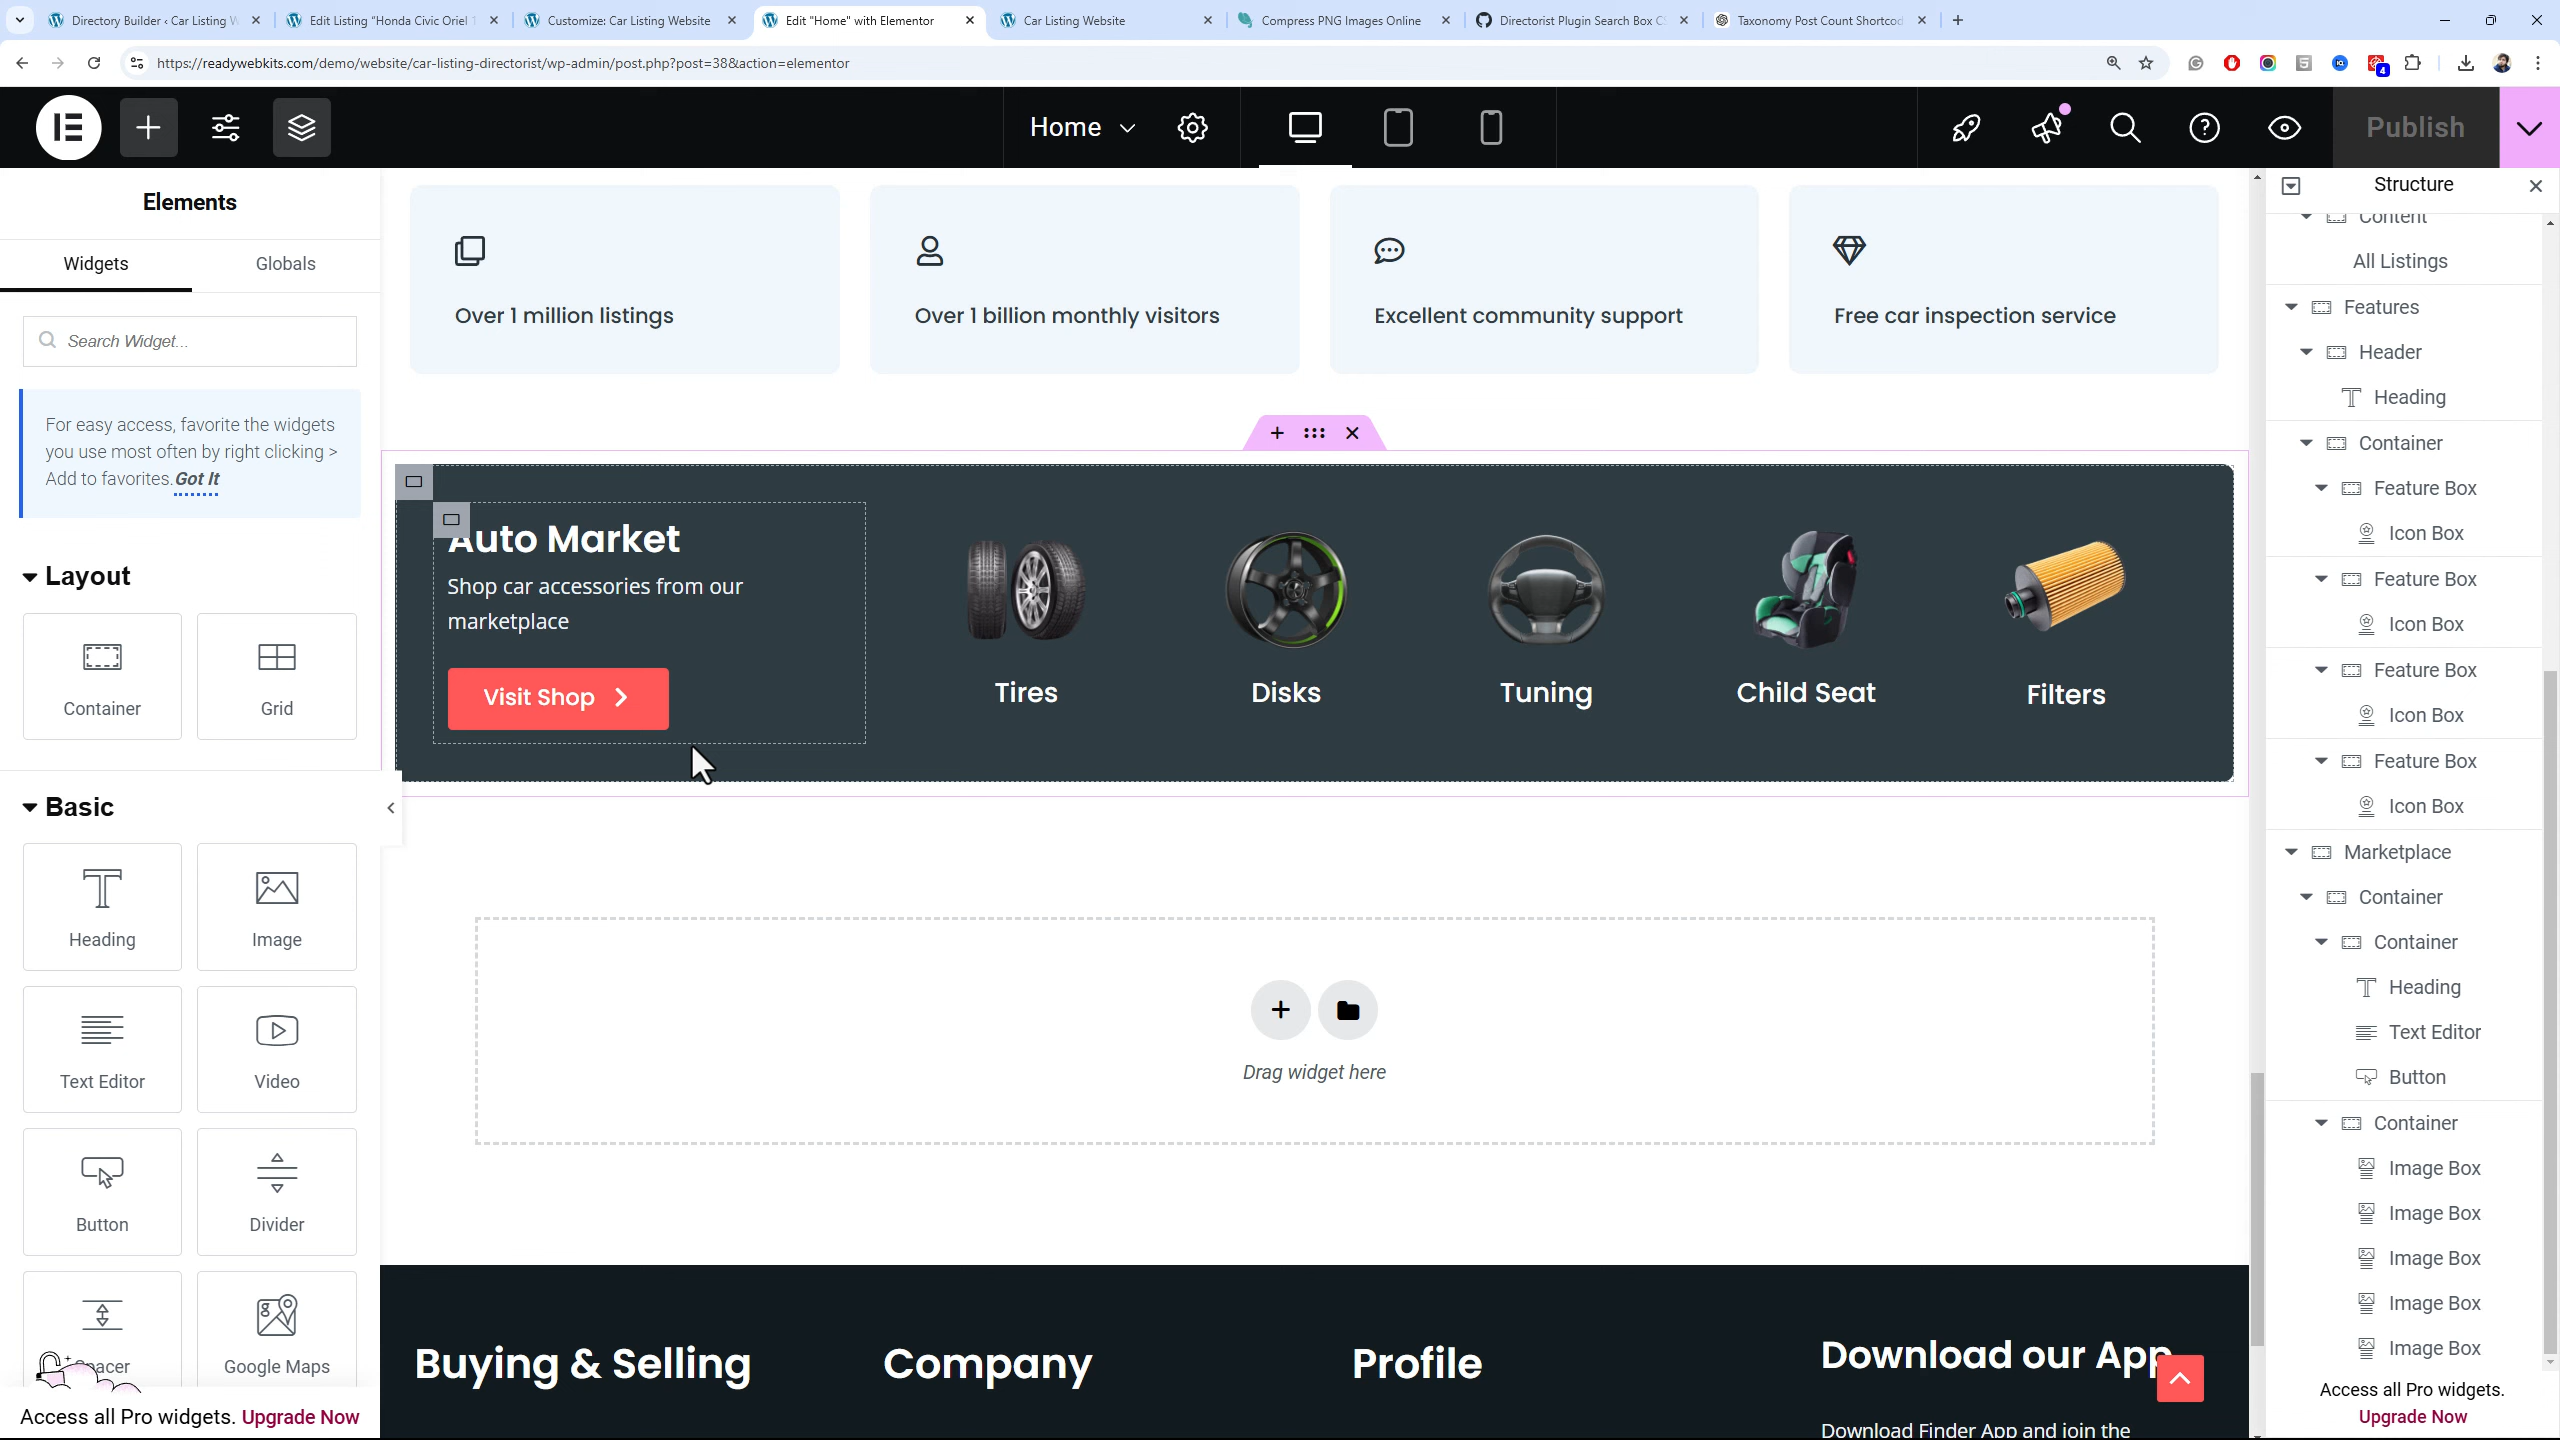 Directory Builder ‹ Car Listing W
Edit Listing "Honda Civic Oriel
Customize: Car Listing Website
Edit "Home" with Elementor
Car Listing Website
Compress PNG Images Online
Directorist Plugin Search Box C
Taxonomy Post Count Shortcod
https://readywebkits.com/demo/website/car-listing-directorist/wp-admin/post.php?post=38&action=elementor
4
Home
Publish
Elements
Widgets
Globals
Search Widget...
For easy access, favorite the widgets
you use most often by right clicking >
Add to favorites. Got It
Layout
Container
Grid
Basic
Heading
Image
Text Editor
Video
Button
Divider
Spacer
Google Maps
Access all Pro widgets. Upgrade Now
Over 1 million listings
Over 1 billion monthly visitors
Excellent community support
Free car inspection service
Auto Market
Shop car accessories from our
marketplace
Visit Shop
Tires
Disks
Tuning
Child Seat
Filters
Drag widget here
Buying & Selling
Company
Profile
Download our App
Download Finder App and join the
Structure
Content
All Listings
Features
Header
Heading
Container
Feature Box
Icon Box
Feature Box
Icon Box
Feature Box
Icon Box
Feature Box
Icon Box
Marketplace
Container
Container
Heading
Text Editor
Button
Container
Image Box
Image Box
Image Box
Image Box
Image Box
Access all Pro widgets.
Upgrade Now